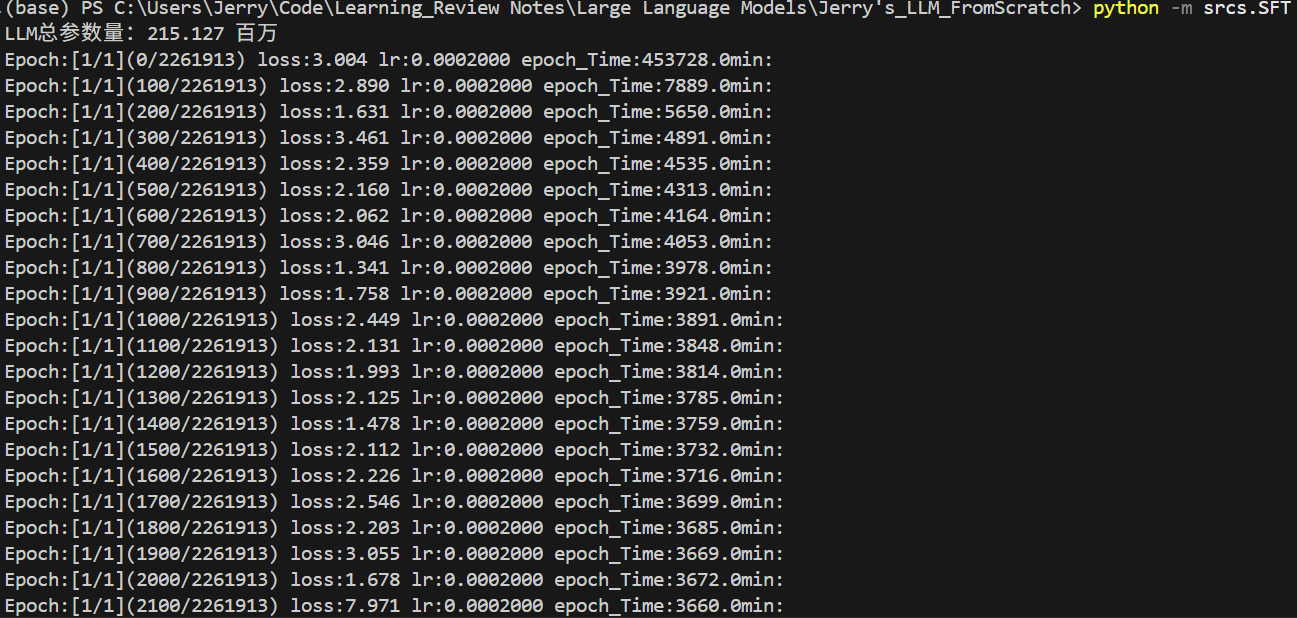 (base) PS C:\Users\Jerry\Code\Learning_Review Notes\Large Language Models\Jerry's_LLM_FromScratch> python -m srcs.SFT
LLM总参数量：215.127 百万
Epoch:[1/1](0/2261913) loss:3.004 lr:0.0002000 epoch_Time:453728.0min:
Epoch:[1/1](100/2261913) loss:2.890 lr:0.0002000 epoch_Time:7889.0min:
Epoch:[1/1](200/2261913) loss:1.631 lr:0.0002000 epoch_Time:5650.0min:
Epoch:[1/1](300/2261913) loss:3.461 lr:0.0002000 epoch_Time:4891.0min:
Epoch:[1/1](400/2261913) loss:2.359 lr:0.0002000 epoch_Time:4535.0min:
Epoch:[1/1](500/2261913) loss:2.160 lr:0.0002000 epoch_Time:4313.0min:
Epoch:[1/1](600/2261913) loss:2.062 lr:0.0002000 epoch_Time:4164.0min:
Epoch:[1/1](700/2261913) loss:3.046 lr:0.0002000 epoch_Time:4053.0min:
Epoch:[1/1](800/2261913) loss:1.341 lr:0.0002000 epoch_Time:3978.0min:
Epoch:[1/1](900/2261913) loss:1.758 lr:0.0002000 epoch_Time:3921.0min:
Epoch:[1/1](1000/2261913) loss:2.449 lr:0.0002000 epoch_Time:3891.0min:
Epoch:[1/1](1100/2261913) loss:2.131 lr:0.0002000 epoch_Time:3848.0min:
Epoch:[1/1](1200/2261913) loss:1.993 lr:0.0002000 epoch_Time:3814.0min:
Epoch:[1/1](1300/2261913) loss:2.125 lr:0.0002000 epoch_Time:3785.0min:
Epoch:[1/1](1400/2261913) loss:1.478 lr:0.0002000 epoch_Time:3759.0min:
Epoch:[1/1](1500/2261913) loss:2.112 lr:0.0002000 epoch_Time:3732.0min:
Epoch:[1/1](1600/2261913) loss:2.226 lr:0.0002000 epoch_Time:3716.0min:
Epoch:[1/1](1700/2261913) loss:2.546 lr:0.0002000 epoch_Time:3699.0min:
Epoch:[1/1](1800/2261913) loss:2.203 lr:0.0002000 epoch_Time:3685.0min:
Epoch:[1/1](1900/2261913) loss:3.055 lr:0.0002000 epoch_Time:3669.0min:
Epoch:[1/1](2000/2261913) loss:1.678 lr:0.0002000 epoch_Time:3672.0min:
Epoch:[1/1](2100/2261913) loss:7.971 lr:0.0002000 epoch_Time:3660.0min: